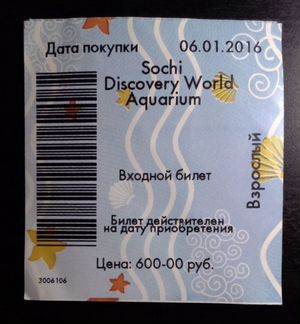 Дата покупки 06.01.2016
Sochi
Discovery World
Aquarium
Взрослый
Входной билет
Билет действителен
на дату приобретения
Цена: 600-00 руб.
3006106